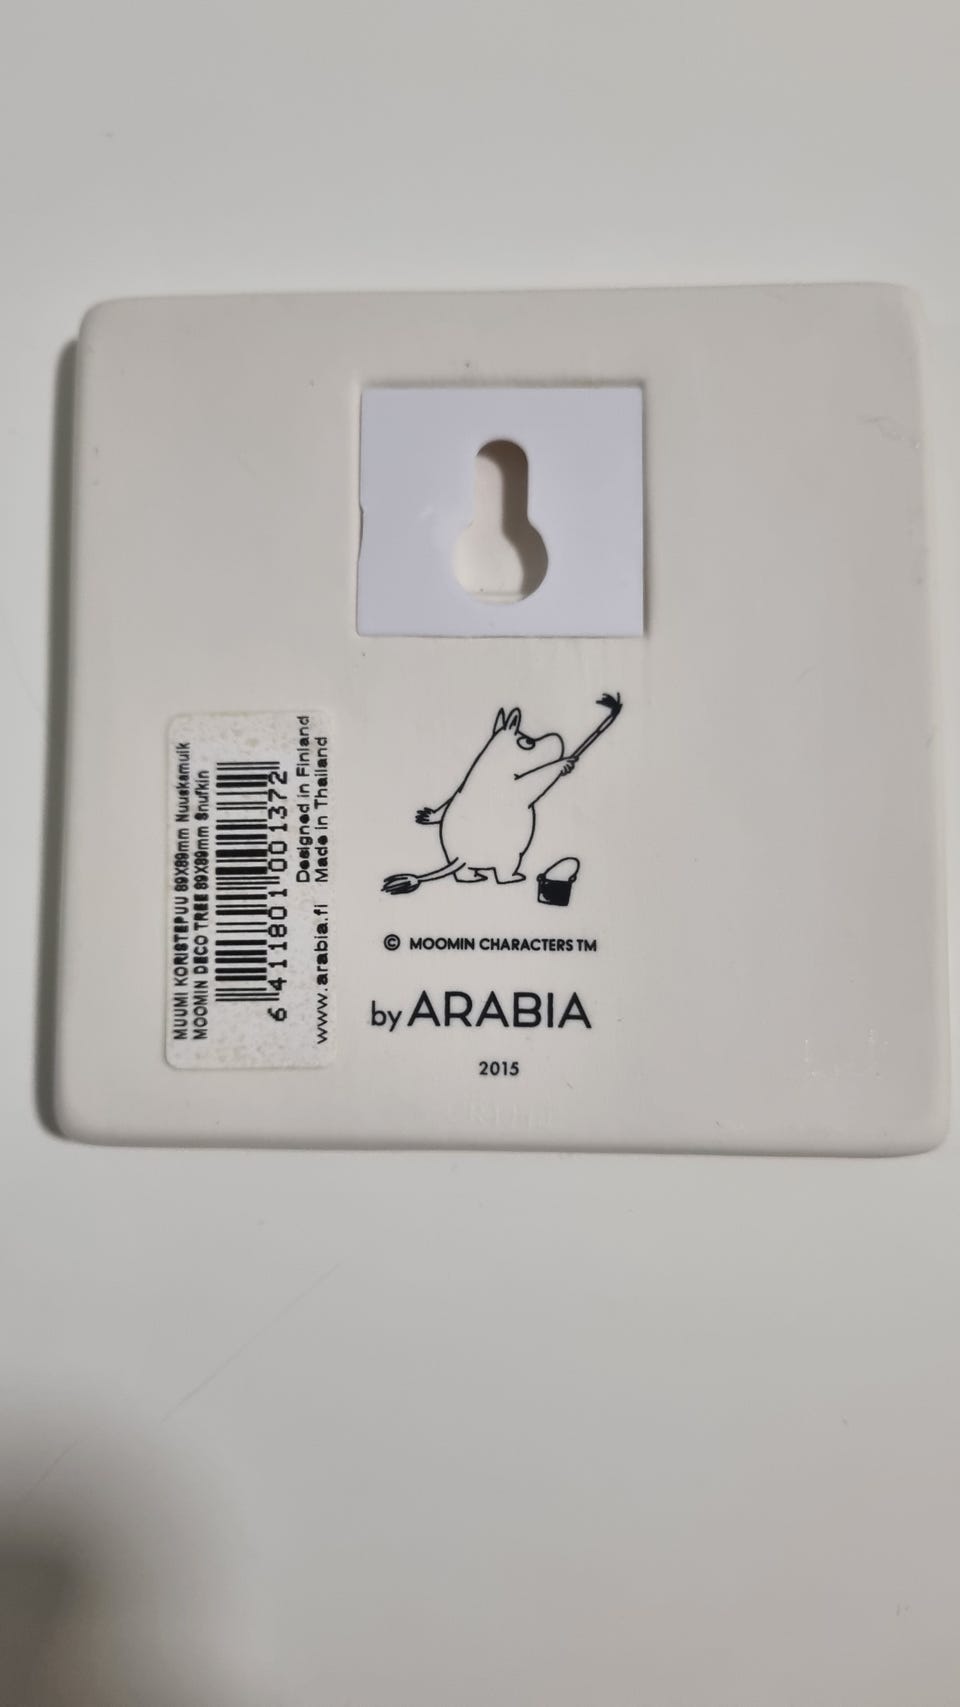 MUUMI KORISTEPUU 89X89mm Nuuskamuik
MOOMIN DECO TREE 89X89mm Snufkin
6 411801 001372
Designed in Finland
www.arabia.fi Made in Thailand
© MOOMIN CHARACTERS TM
by ARABIA
2015